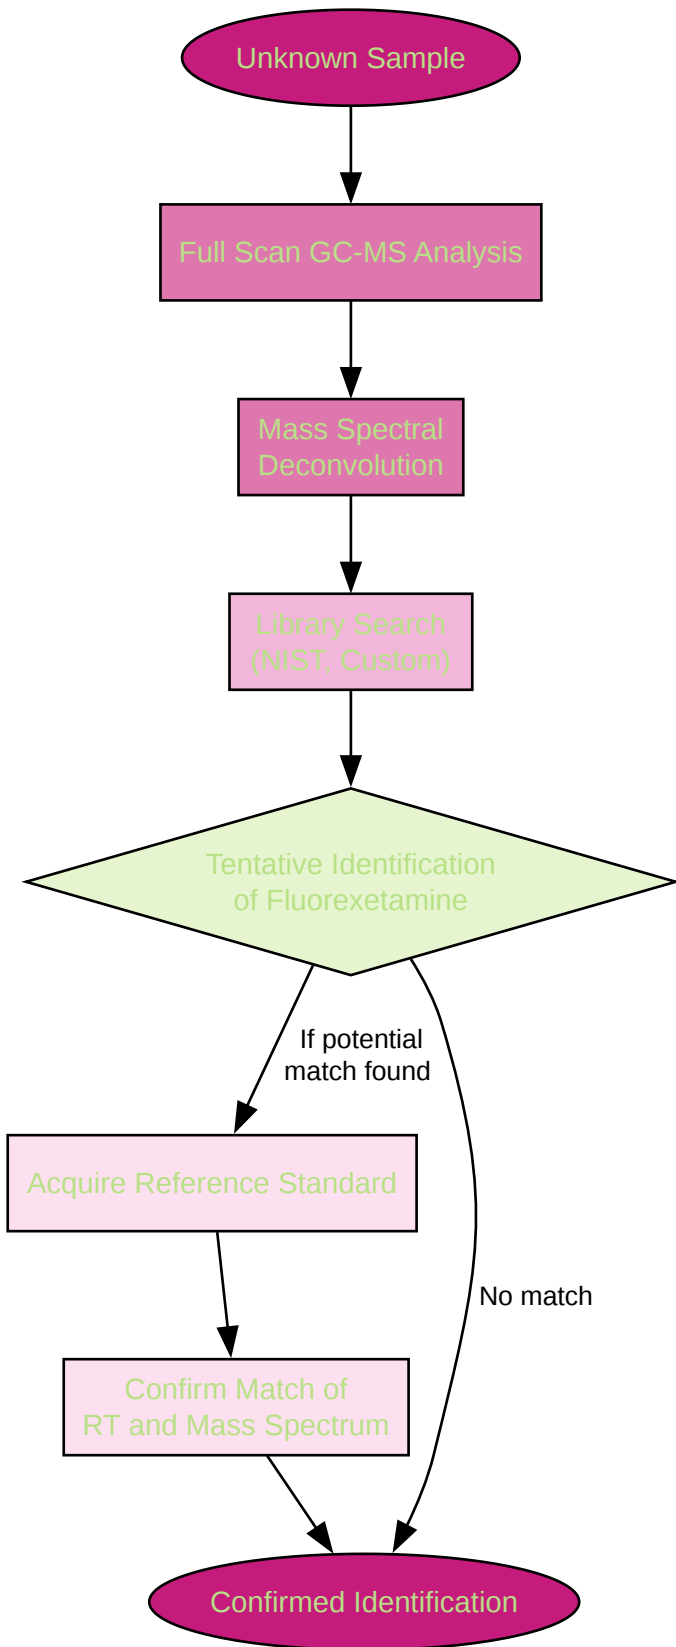 Unknown Sample
Full Scan GC-MS Analysis
Mass Spectral
Deconvolution
Library Search
(NIST, Custom)
Tentative Identification
of Fluorexetamine
If potential
match found
Acquire Reference Standard
No match
Confirm Match of
RT and Mass Spectrum
Confirmed Identification